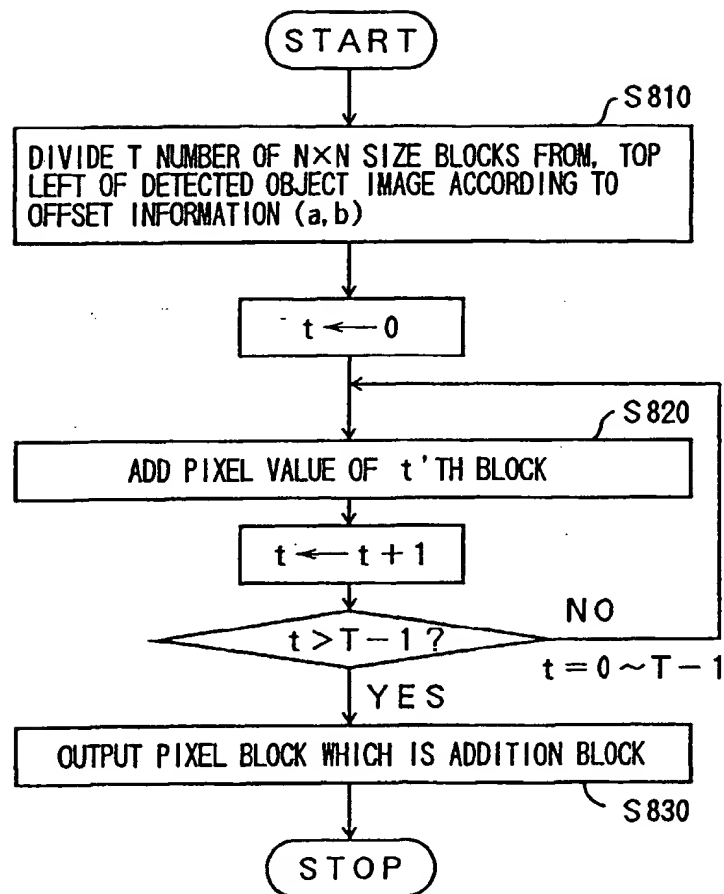 START
S810
DIVIDE T NUMBER OF N×N SIZE BLOCKS FROM, TOP
LEFT OF DETECTED OBJECT IMAGE ACCORDING TO
OFFSET INFORMATION (a,b)
t ← 0
S820
ADD PIXEL VALUE OF t'TH BLOCK
t ← t+1
t>T-1?
NO
t=0~T-1
YES
OUTPUT PIXEL BLOCK WHICH IS ADDITION BLOCK
S830
STOP